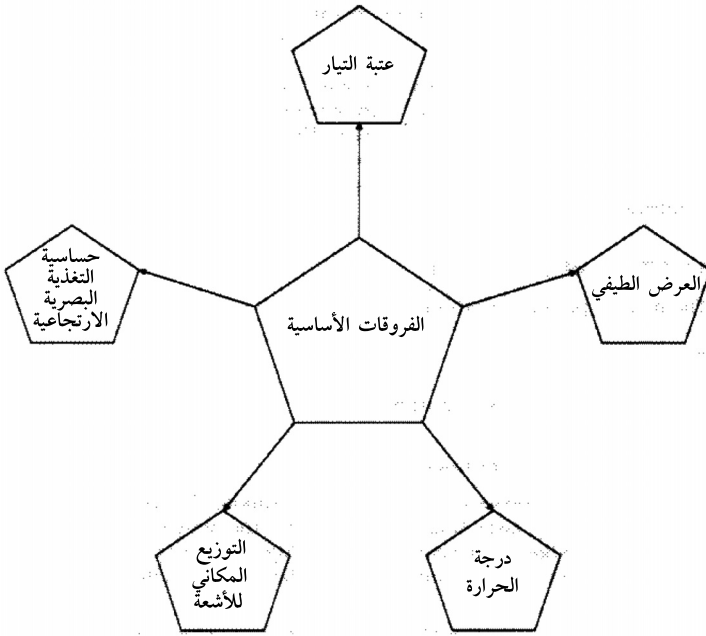 عتبة التيار
حساسية
التغذية
البصرية
الارتجاعية
العرض الطيفي
الفروقات الأساسية
التوزيع
المكاني
للأشعة
درجة
الحرارة